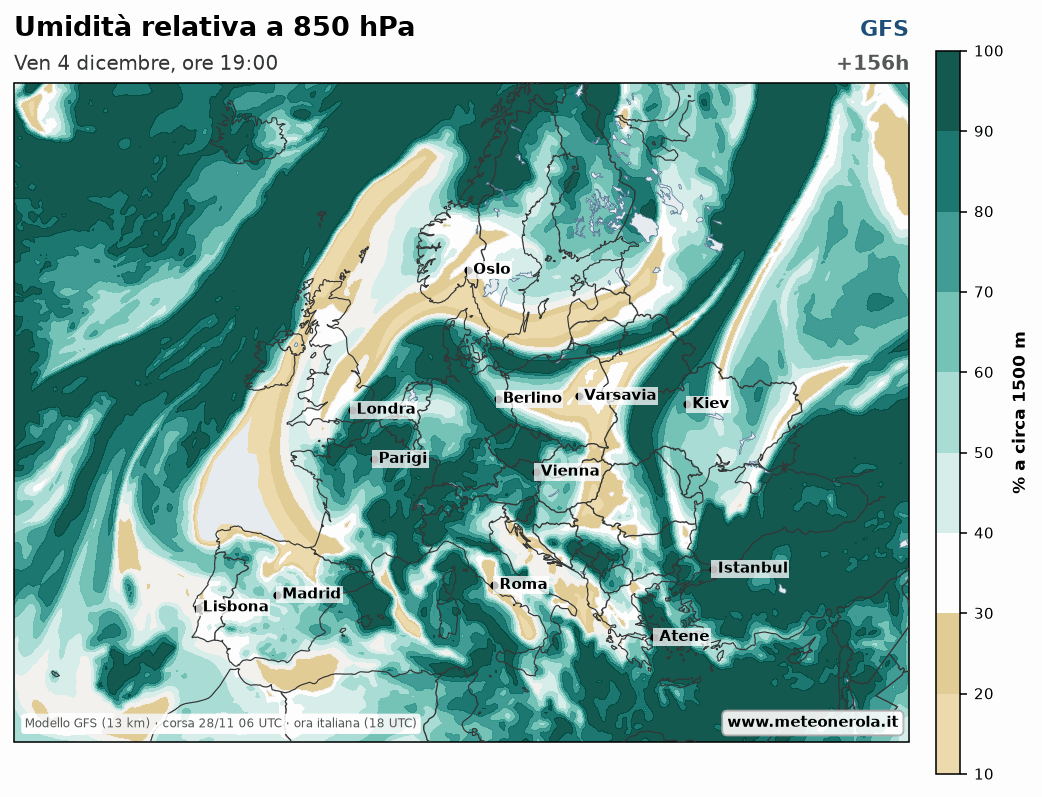 Umidità relativa a 850 hPa
GFS
Ven 4 dicembre, ore 19:00
+156h
100
90
80
70
60
50
40
30
20
10
% a circa 1500 m
Oslo
Berlino
Varsavia
Kiev
Londra
Parigi
Vienna
Istanbul
Roma
Madrid
Lisbona
Atene
Modello GFS (13 km) · corsa 28/11 06 UTC · ora italiana (18 UTC)
www.meteonerola.it